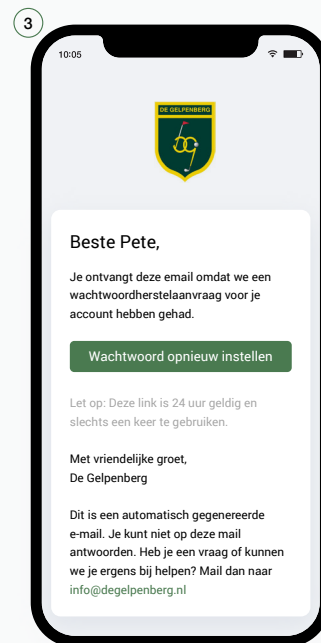 3
10:05
DE GELPENBERG
Beste Pete,
Je ontvangt deze email omdat we een
wachtwoordherstelaanvraag voor je
account hebben gehad.
Wachtwoord opnieuw instellen
Let op: Deze link is 24 uur geldig en
slechts een keer te gebruiken.
Met vriendelijke groet,
De Gelpenberg
Dit is een automatisch gegenereerde
e-mail. Je kunt niet op deze mail
antwoorden. Heb je een vraag of kunnen
we je ergens bij helpen? Mail dan naar
info@degelpenberg.nl